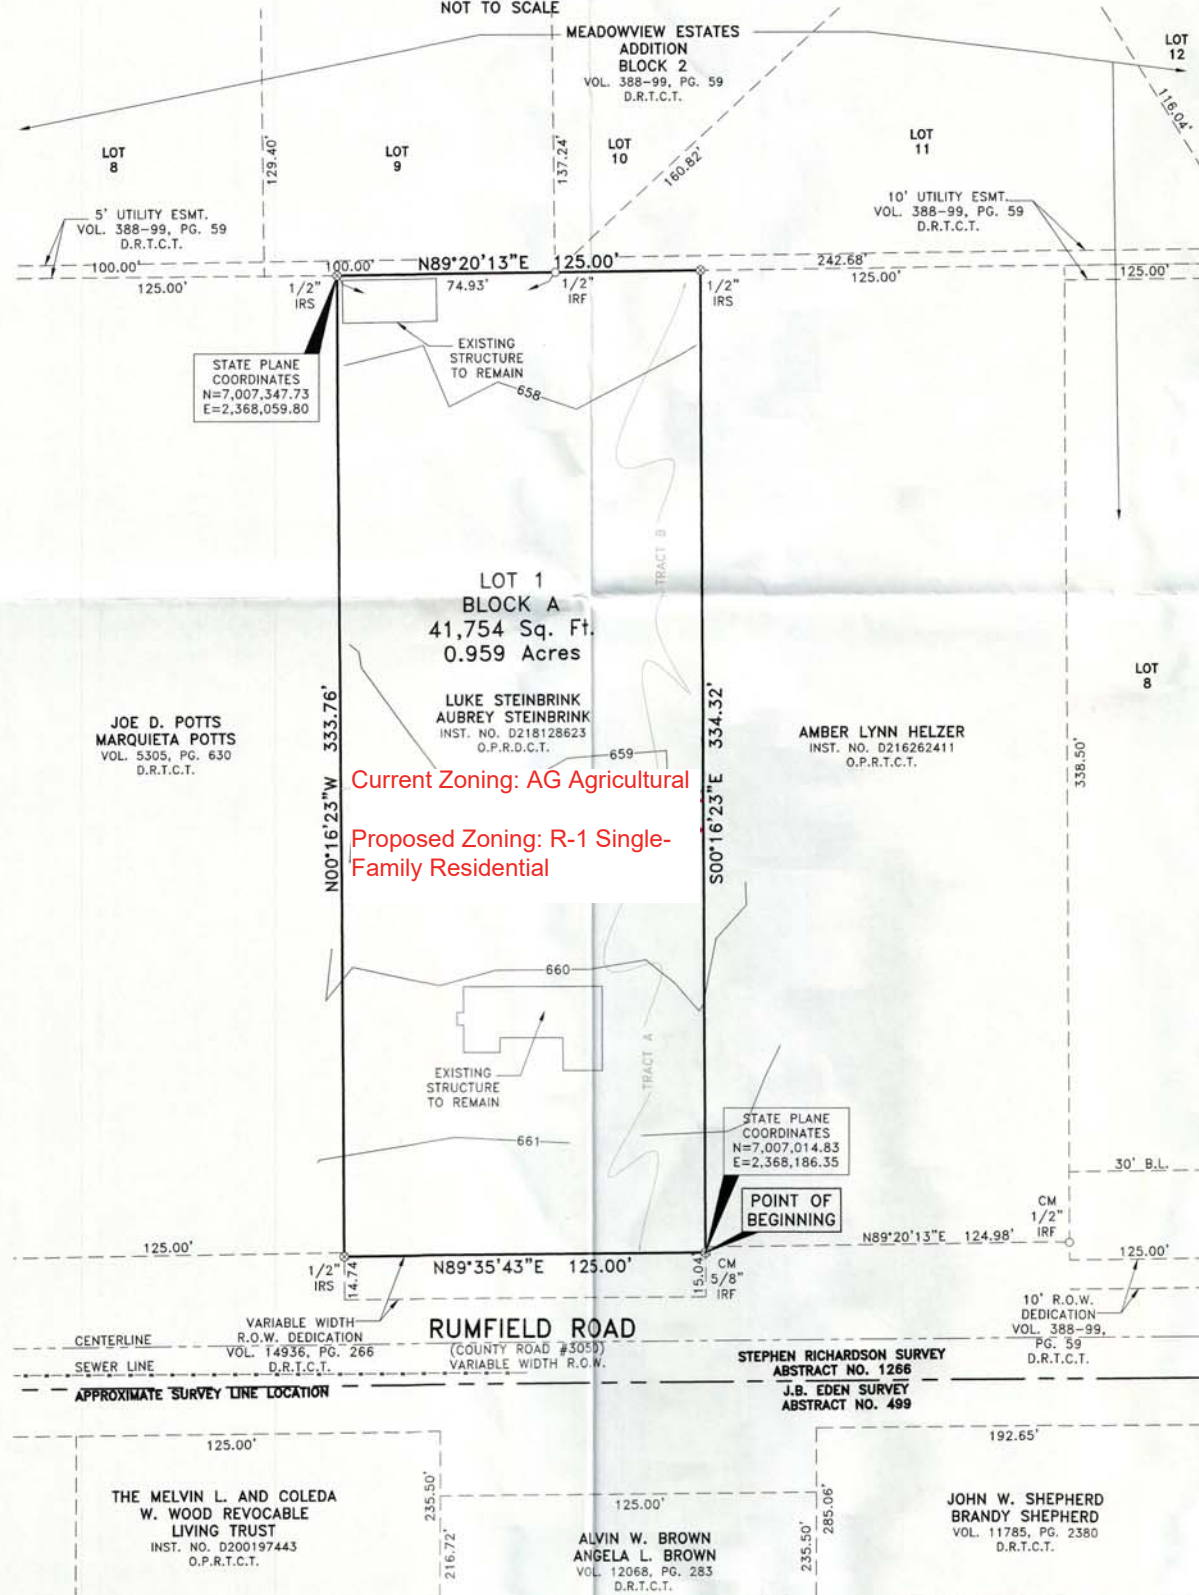 NOT TO SCALE
MEADOWVIEW ESTATES
ADDITION
BLOCK 2
VOL. 388-99, PG. 59
D.R.T.C.T.
LOT
12
116.04'
LOT
8
129.40'
LOT
9
137.24'
LOT
10
160.82'
LOT
11
5' UTILITY ESMT.
VOL. 388-99, PG. 59
D.R.T.C.T.
10' UTILITY ESMT.
VOL. 388-99, PG. 59
D.R.T.C.T.
100.00'
100.00'
N89°20'13"E 125.00'
242.68'
125.00'
74.93'
125.00'
125.00'
1/2"
IRS
1/2"
IRF
1/2"
IRS
EXISTING
STRUCTURE
TO REMAIN
STATE PLANE
COORDINATES
N=7,007,347.73
E=2,368,059.80
658
TRACT B
LOT 1
BLOCK A
41,754 Sq. Ft.
0.959 Acres
LUKE STEINBRINK
AUBREY STEINBRINK
INST. NO. D218128623
O.P.R.D.C.T.
JOE D. POTTS
MARQUIETA POTTS
VOL. 5305, PG. 630
D.R.T.C.T.
N00°16'23"W 333.76'
S00°16'23"E 334.32'
AMBER LYNN HELZER
INST. NO. D216262411
O.P.R.T.C.T.
LOT
8
338.50'
659
Current Zoning: AG Agricultural
Proposed Zoning: R-1 Single-
Family Residential
660
TRACT A
EXISTING
STRUCTURE
TO REMAIN
661
STATE PLANE
COORDINATES
N=7,007,014.83
E=2,368,186.35
POINT OF
BEGINNING
30' B.L.
CM
1/2"
IRF
N89°20'13"E 124.98'
125.00'
125.00'
1/2"
IRS
14.74'
N89°35'43"E 125.00'
15.04'
CM
5/8"
IRF
10' R.O.W.
DEDICATION
VOL. 388-99,
PG. 59
D.R.T.C.T.
VARIABLE WIDTH
R.O.W. DEDICATION
VOL. 14936, PG. 266
D.R.T.C.T.
RUMFIELD ROAD
(COUNTY ROAD
VARIABLE WIDTH R.O.W.
CENTERLINE
SEWER LINE
APPROXIMATE SURVEY LINE LOCATION
STEPHEN RICHARDSON SURVEY
ABSTRACT NO. 1266
J.B. EDEN SURVEY
ABSTRACT NO. 499
125.00'
192.65'
THE MELVIN L. AND COLEDA
W. WOOD REVOCABLE
LIVING TRUST
INST. NO. D200197443
O.P.R.T.C.T.
235.50'
216.72'
125.00'
ALVIN W. BROWN
ANGELA L. BROWN
VOL. 12068, PG. 283
D.R.T.C.T.
235.50'
285.06'
JOHN W. SHEPHERD
BRANDY SHEPHERD
VOL. 11785, PG. 2380
D.R.T.C.T.